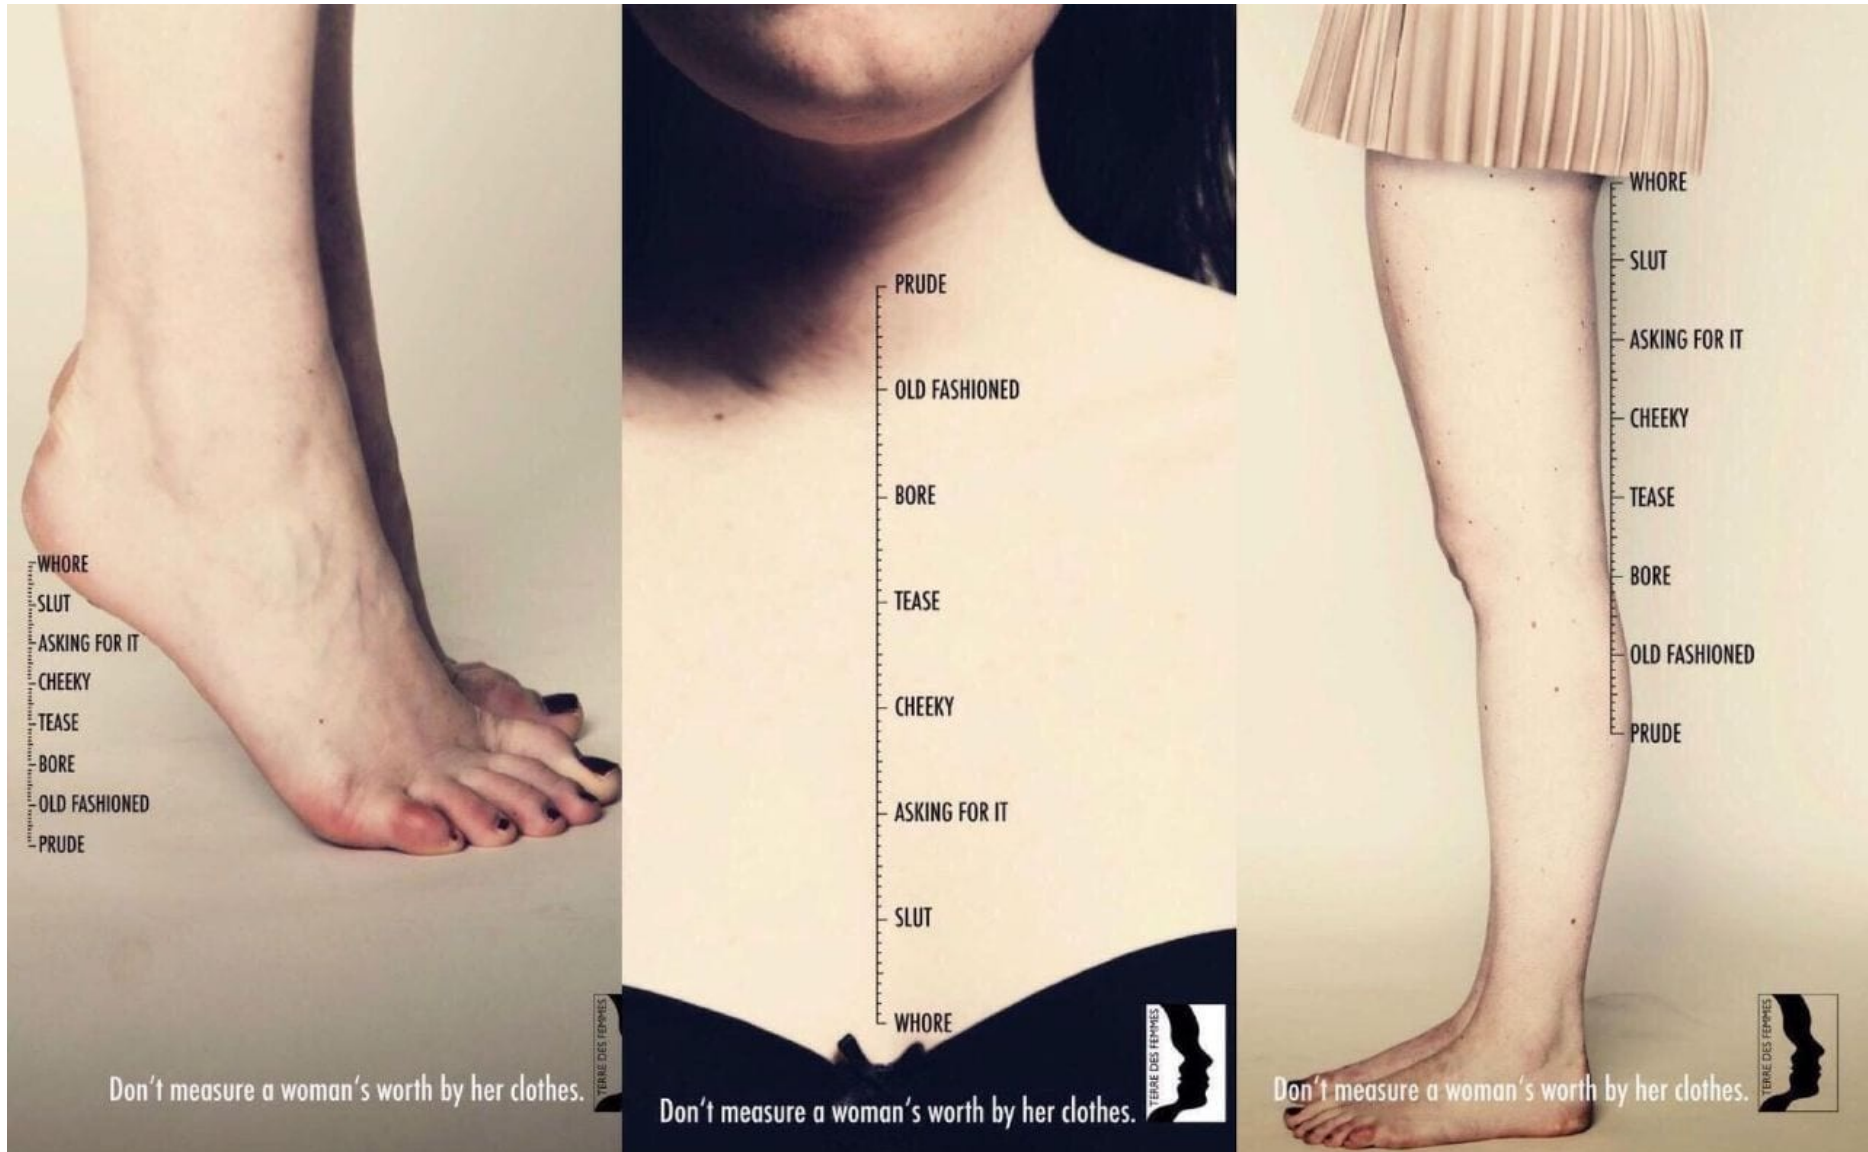 WHORE
SLUT
ASKING FOR IT
CHEEKY
TEASE
BORE
OLD FASHIONED
PRUDE
Don't measure a woman's worth by her clothes.
TERRE DES FEMMES
PRUDE
OLD FASHIONED
BORE
TEASE
CHEEKY
ASKING FOR IT
SLUT
WHORE
Don't measure a woman's worth by her clothes.
TERRE DES FEMMES
WHORE
SLUT
ASKING FOR IT
CHEEKY
TEASE
BORE
OLD FASHIONED
PRUDE
Don't measure a woman's worth by her clothes.
TERRE DES FEMMES